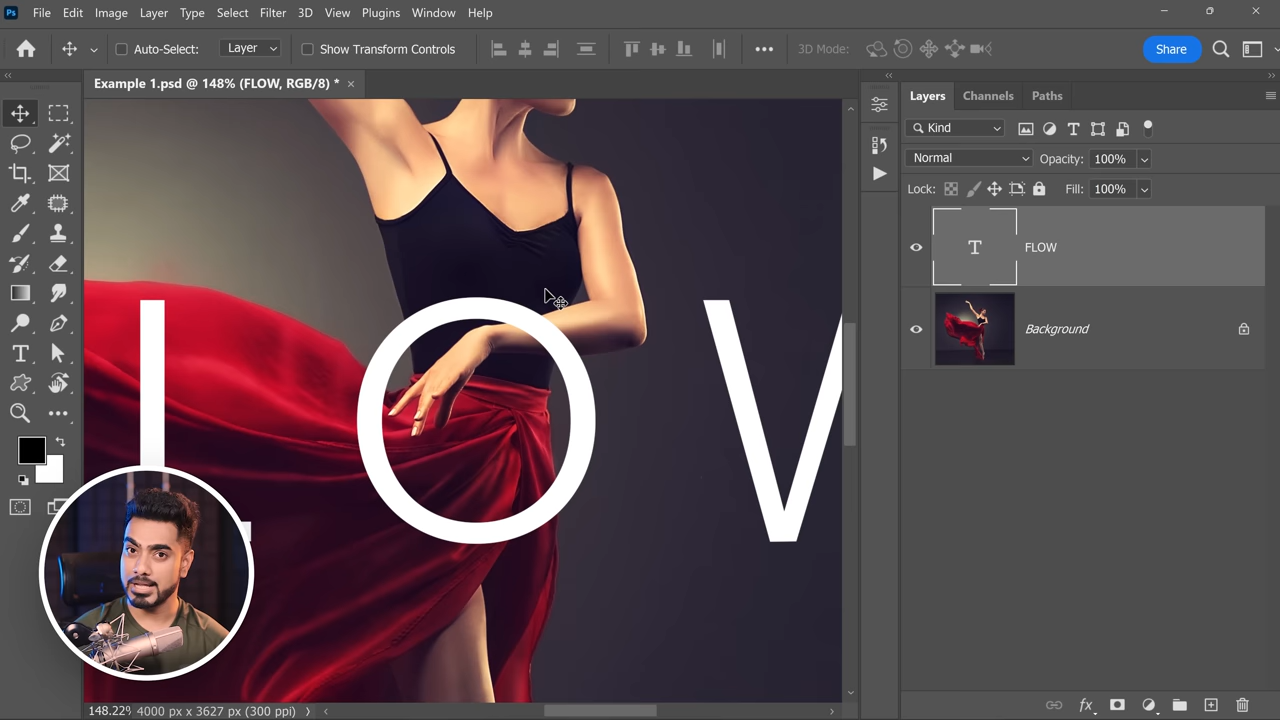 Ps File Edit Image Layer Type Select Filter 3D View Plugins Window Help
Auto-Select: Layer Show Transform Controls 3D Mode: Share
Example 1.psd @ 148% (FLOW, RGB/8) *
Layers Channels Paths
Kind
Normal Opacity: 100%
Lock: Fill: 100%
FLOW
Background
L O W
148.22% 4000 px x 3627 px (300 ppi)
fx